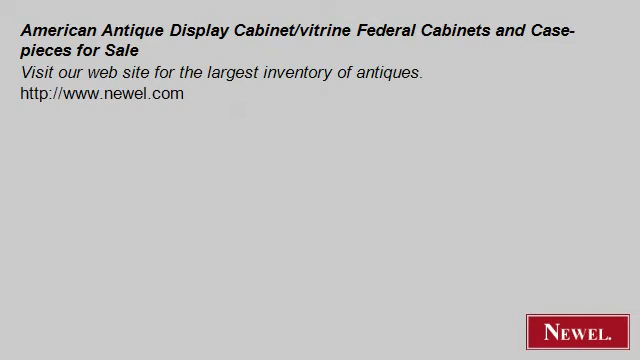 American Antique Display Cabinet/vitrine Federal Cabinets and Case-
pieces for Sale
Visit our web site for the largest inventory of antiques.
http://www.newel.com
NEWEL.